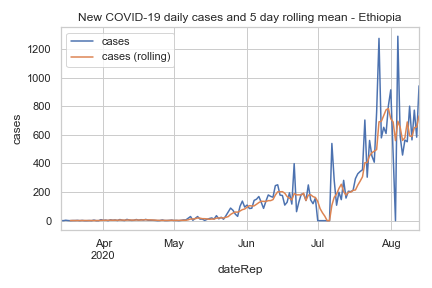 New COVID-19 daily cases and 5 day rolling mean - Ethiopia
cases
cases (rolling)
1200
1000
800
600
400
200
0
cases
Apr
2020
May
Jun
Jul
Aug
dateRep